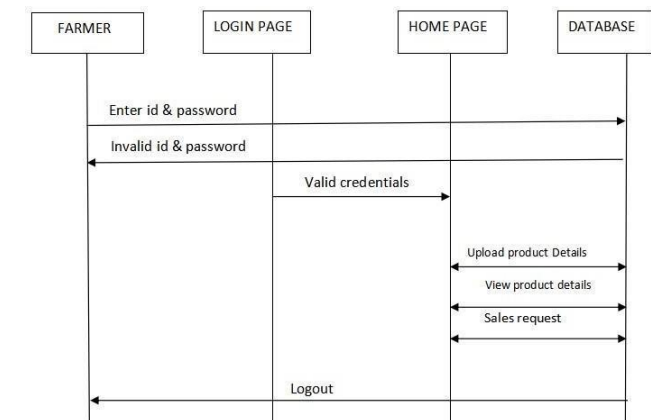 FARMER
LOGIN PAGE
HOME PAGE
DATABASE
Enter id & password
Invalid id & password
Valid credentials
Upload product Details
View product details
Sales request
Logout